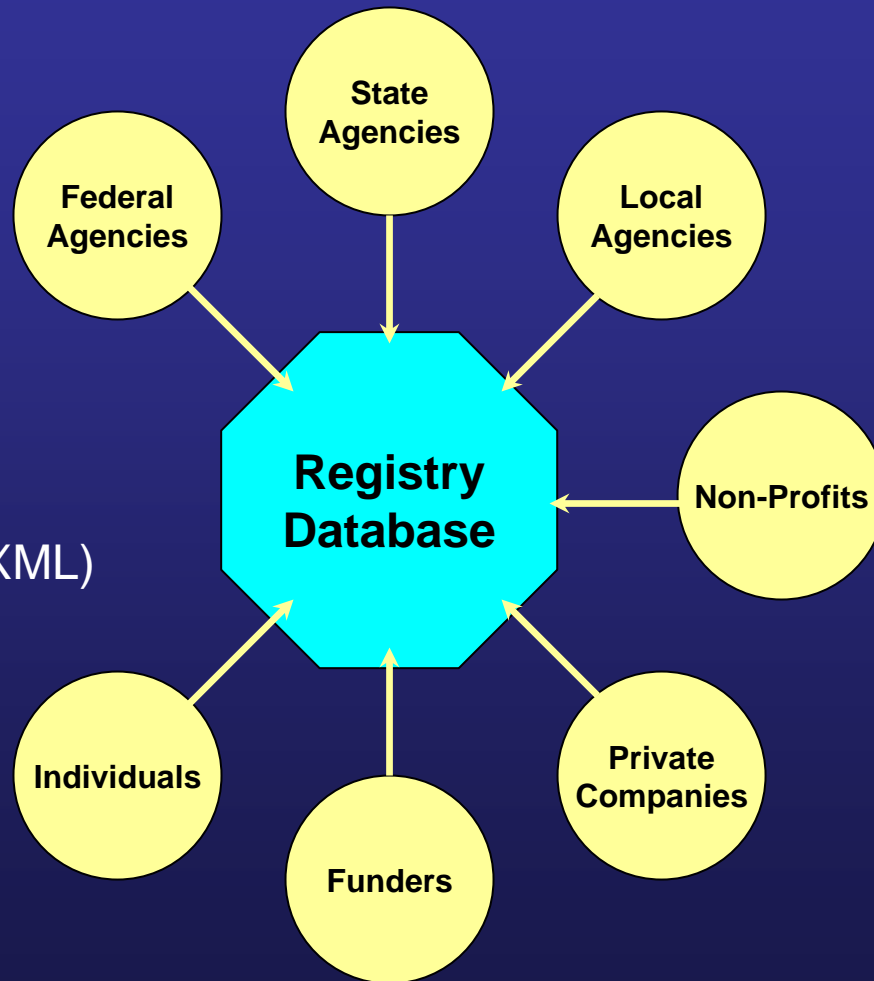 State
Agencies
Federal
Agencies
Local
Agencies
Registry
Database
Non-Profits
XML)
Individuals
Private
Companies
Funders